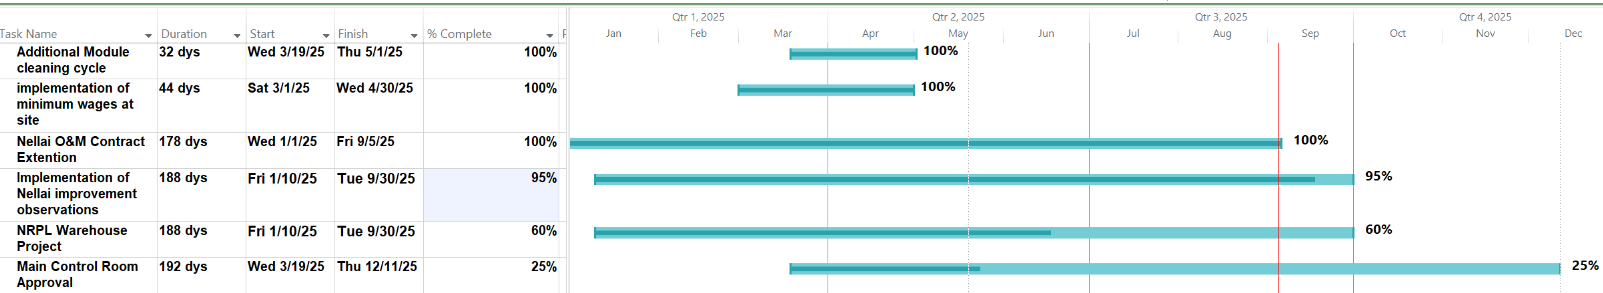 Qtr 1, 2025 Qtr 2, 2025 Qtr 3, 2025 Qtr 4, 2025
Task Name Duration Start Finish % Complete Jan Feb Mar Apr May Jun Jul Aug Sep Oct Nov Dec
Additional Module 32 dys Wed 3/19/25 Thu 5/1/25 100% 100%
cleaning cycle
implementation of 44 dys Sat 3/1/25 Wed 4/30/25 100% 100%
minimum wages at
site
Nellai O&M Contract 178 dys Wed 1/1/25 Fri 9/5/25 100% 100%
Extention
Implementation of 188 dys Fri 1/10/25 Tue 9/30/25 95% 95%
Nellai improvement
observations
NRPL Warehouse 188 dys Fri 1/10/25 Tue 9/30/25 60% 60%
Project
Main Control Room 192 dys Wed 3/19/25 Thu 12/11/25 25% 25%
Approval